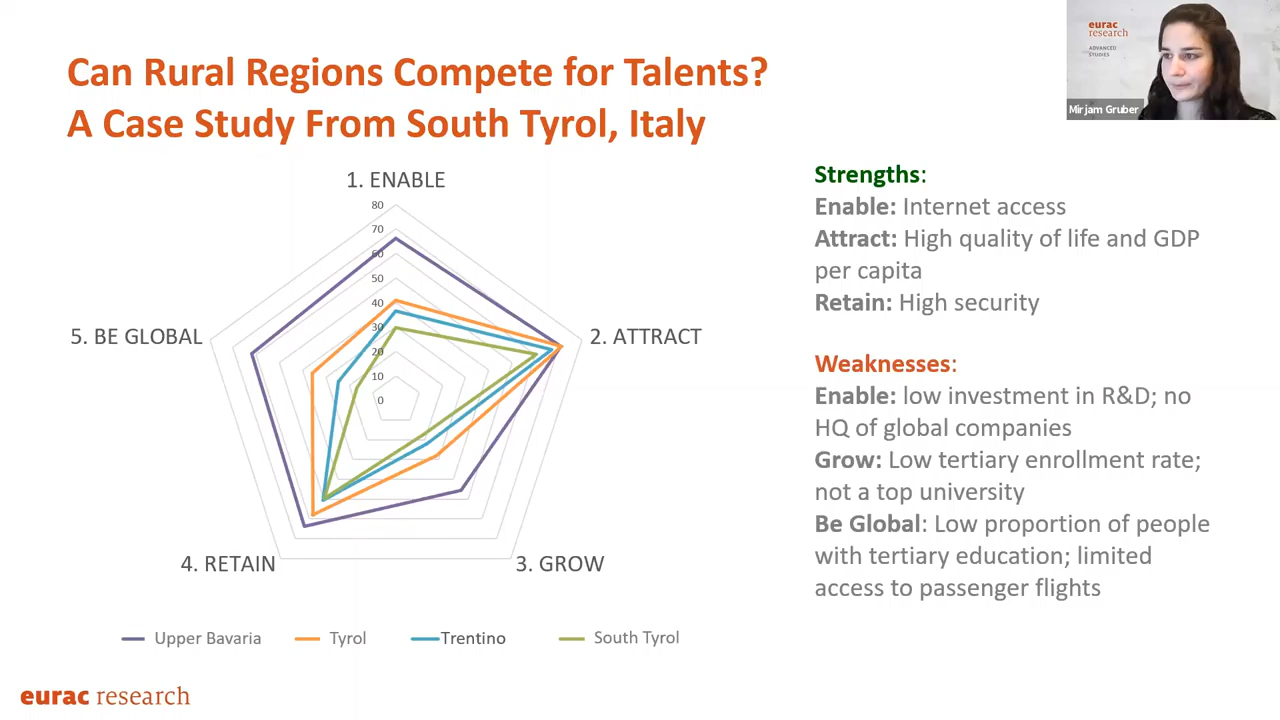 Can Rural Regions Compete for Talents?
A Case Study From South Tyrol, Italy
eurac
research
ADVANCED
STUDIES
Mirjam Gruber
1. ENABLE
80
70
60
50
40
30
20
10
0
5. BE GLOBAL
2. ATTRACT
4. RETAIN
3. GROW
Upper Bavaria
Tyrol
Trentino
South Tyrol
Strengths:
Enable: Internet access
Attract: High quality of life and GDP
per capita
Retain: High security
Weaknesses:
Enable: low investment in R&D; no
HQ of global companies
Grow: Low tertiary enrollment rate;
not a top university
Be Global: Low proportion of people
with tertiary education; limited
access to passenger flights
eurac research